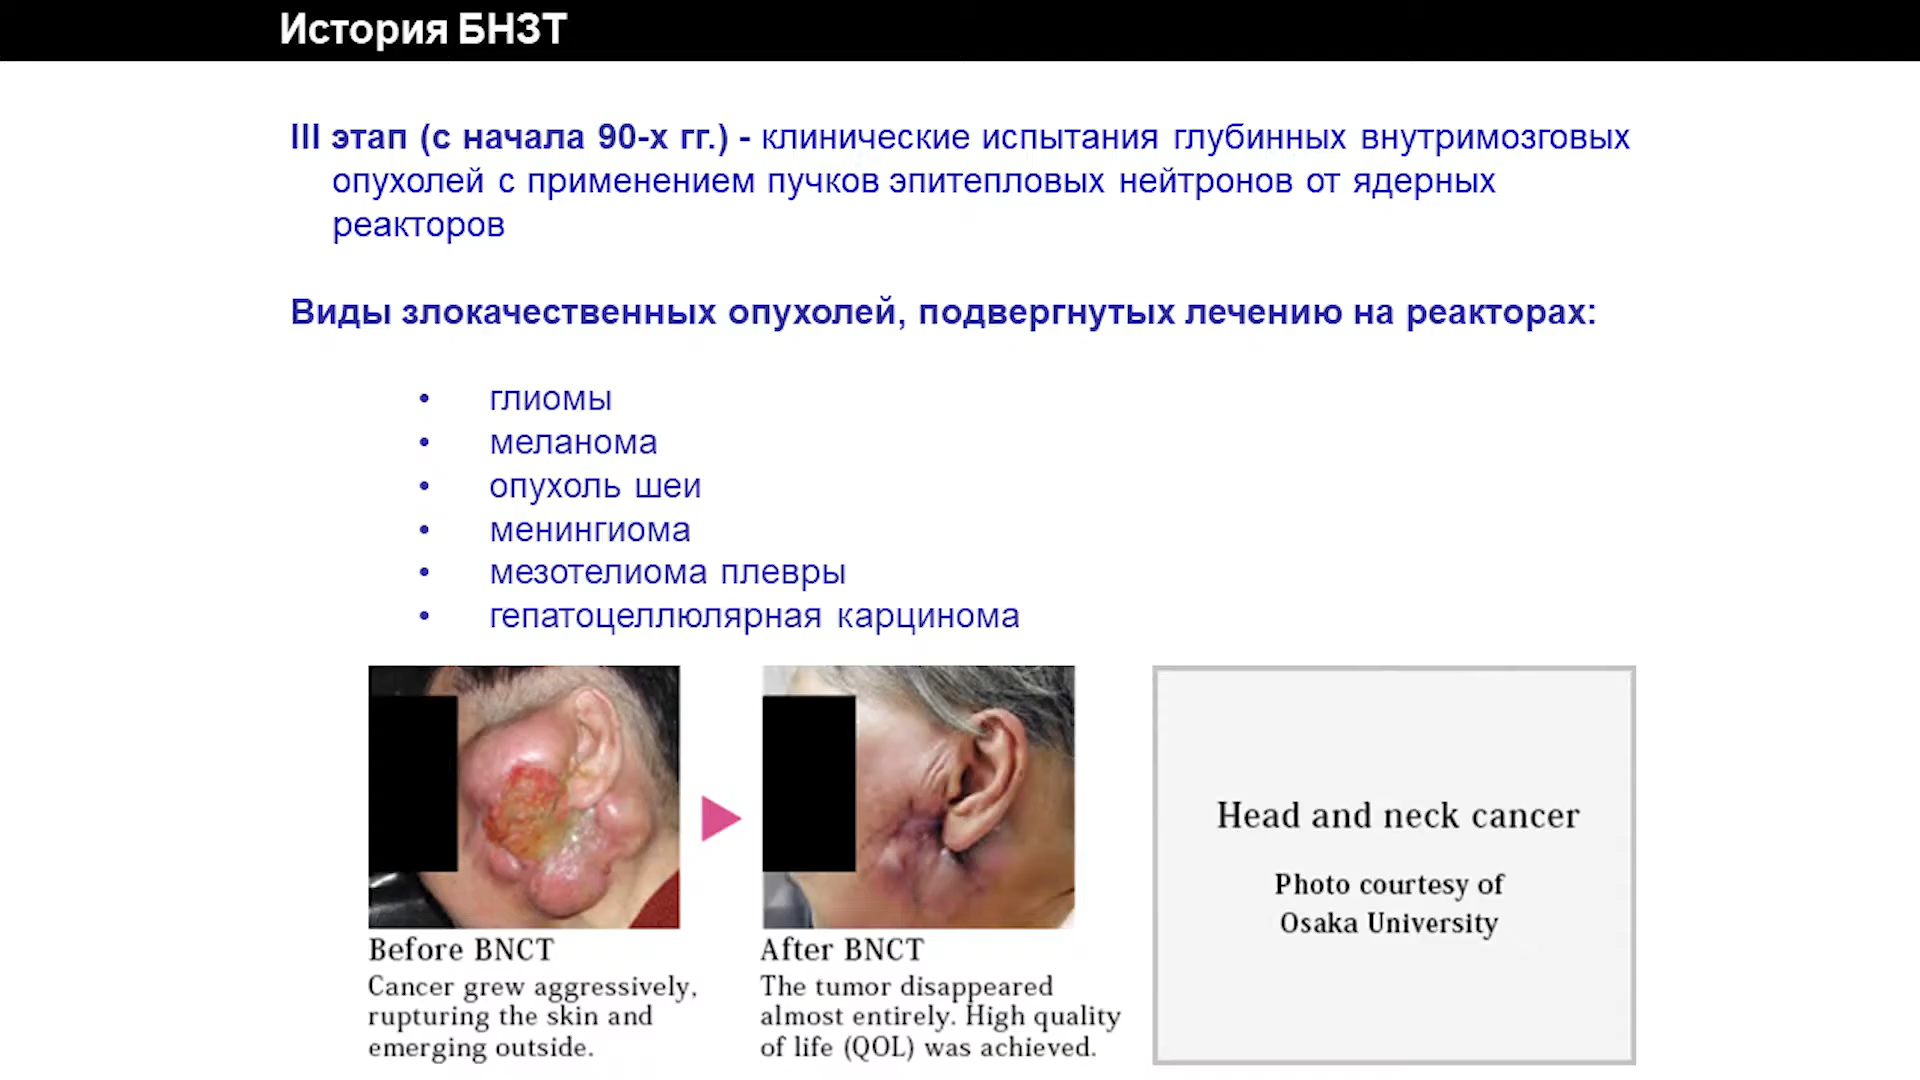 История БНЗТ
III этап (с начала 90-х гг.) - клинические испытания глубинных внутримозговых
опухолей с применением пучков эпитепловых нейтронов от ядерных
реакторов
Виды злокачественных опухолей, подвергнутых лечению на реакторах:
• глиомы
• меланома
• опухоль шеи
• менингиома
• мезотелиома плевры
• гепатоцеллюлярная карцинома
Before BNCT
Cancer grew aggressively,
rupturing the skin and
emerging outside.
After BNCT
The tumor disappeared
almost entirely. High quality
of life (QOL) was achieved.
Head and neck cancer
Photo courtesy of
Osaka University